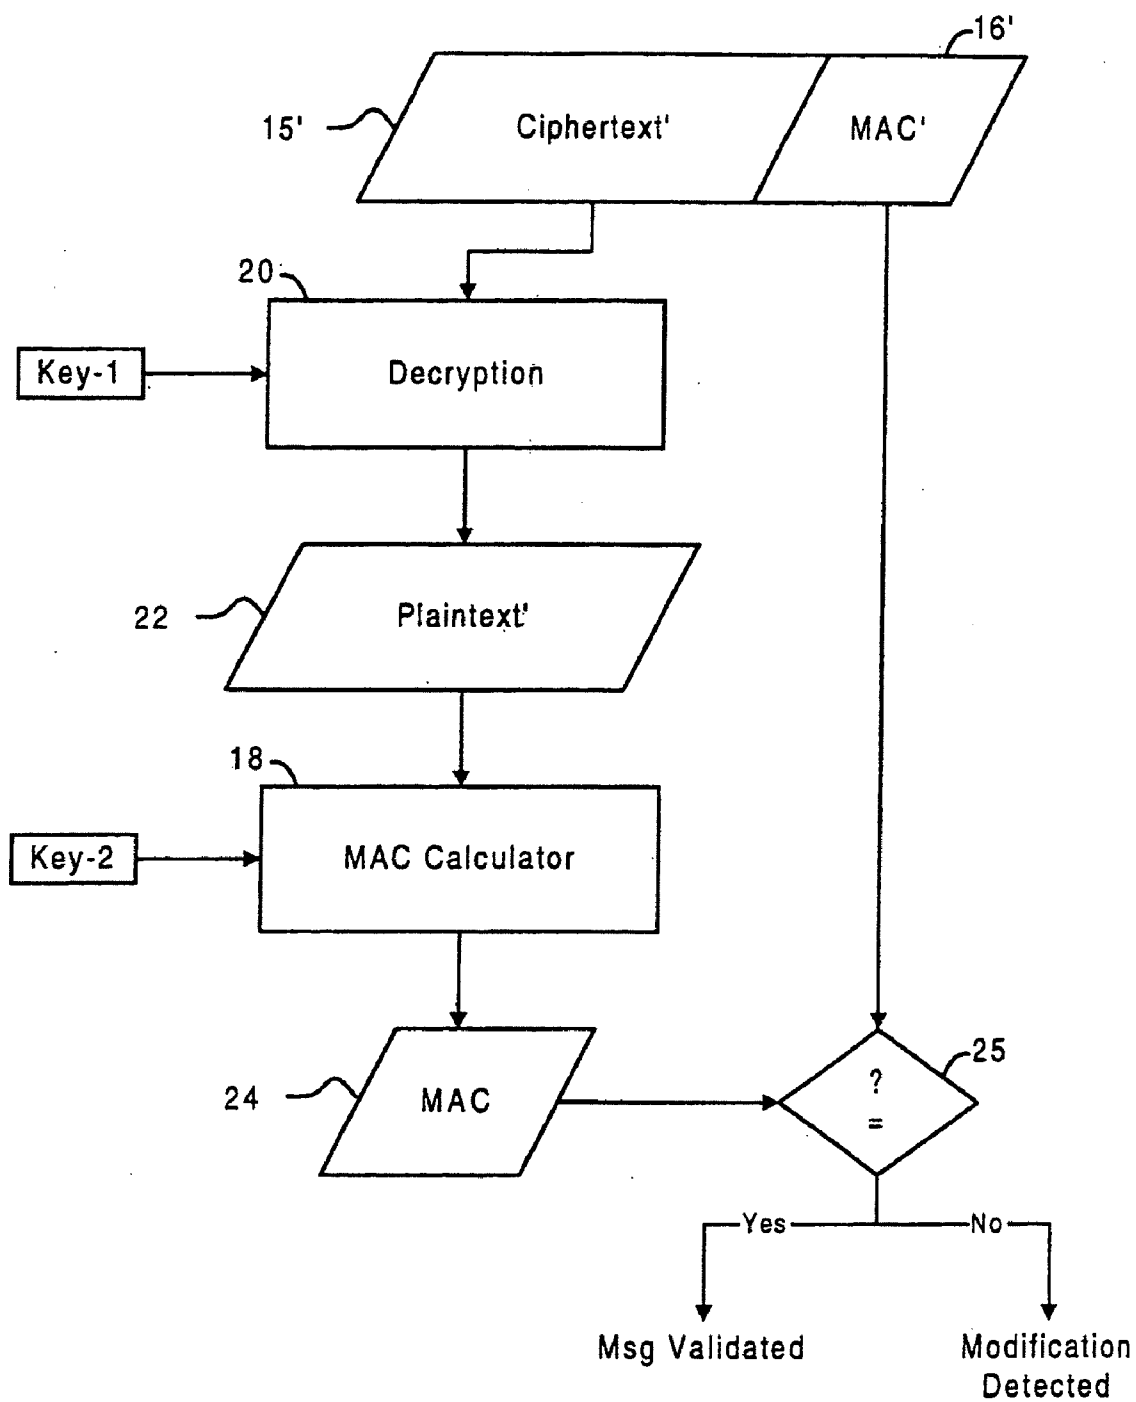 16'
15'
Ciphertext'
MAC'
20
Key-1
Decryption
22
Plaintext'
18
Key-2
MAC Calculator
24
MAC
25
?
=
Yes
No
Msg Validated
Modification
Detected